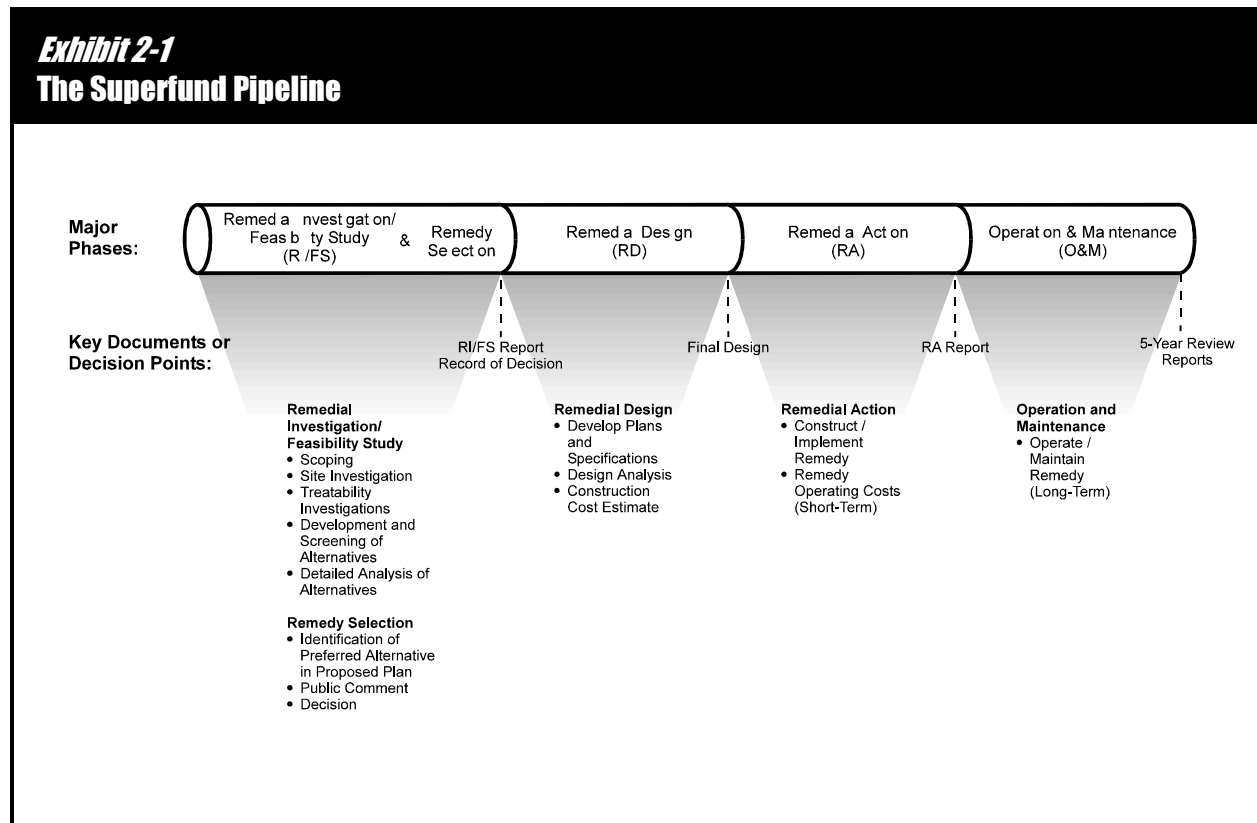 Exhibit 2-1
The Superfund Pipeline
Major
Phases:
Remed a nvest gat on/
Feas b ty Study
(R /FS)
&
Remedy
Se ect on
Remed a Des gn
(RD)
Remed a Act on
(RA)
Operat on & Ma ntenance
(O&M)
Key Documents or
Decision Points:
RI/FS Report
Record of Decision
Final Design
RA Report
5-Year Review
Reports
Remedial
Investigation/
Feasibility Study
• Scoping
• Site Investigation
• Treatability
Investigations
• Development and
Screening of
Alternatives
• Detailed Analysis of
Alternatives
Remedy Selection
• Identification of
Preferred Alternative
in Proposed Plan
• Public Comment
• Decision
Remedial Design
• Develop Plans
and
Specifications
• Design Analysis
• Construction
Cost Estimate
Remedial Action
• Construct /
Implement
Remedy
• Remedy
Operating Costs
(Short-Term)
Operation and
Maintenance
• Operate /
Maintain
Remedy
(Long-Term)